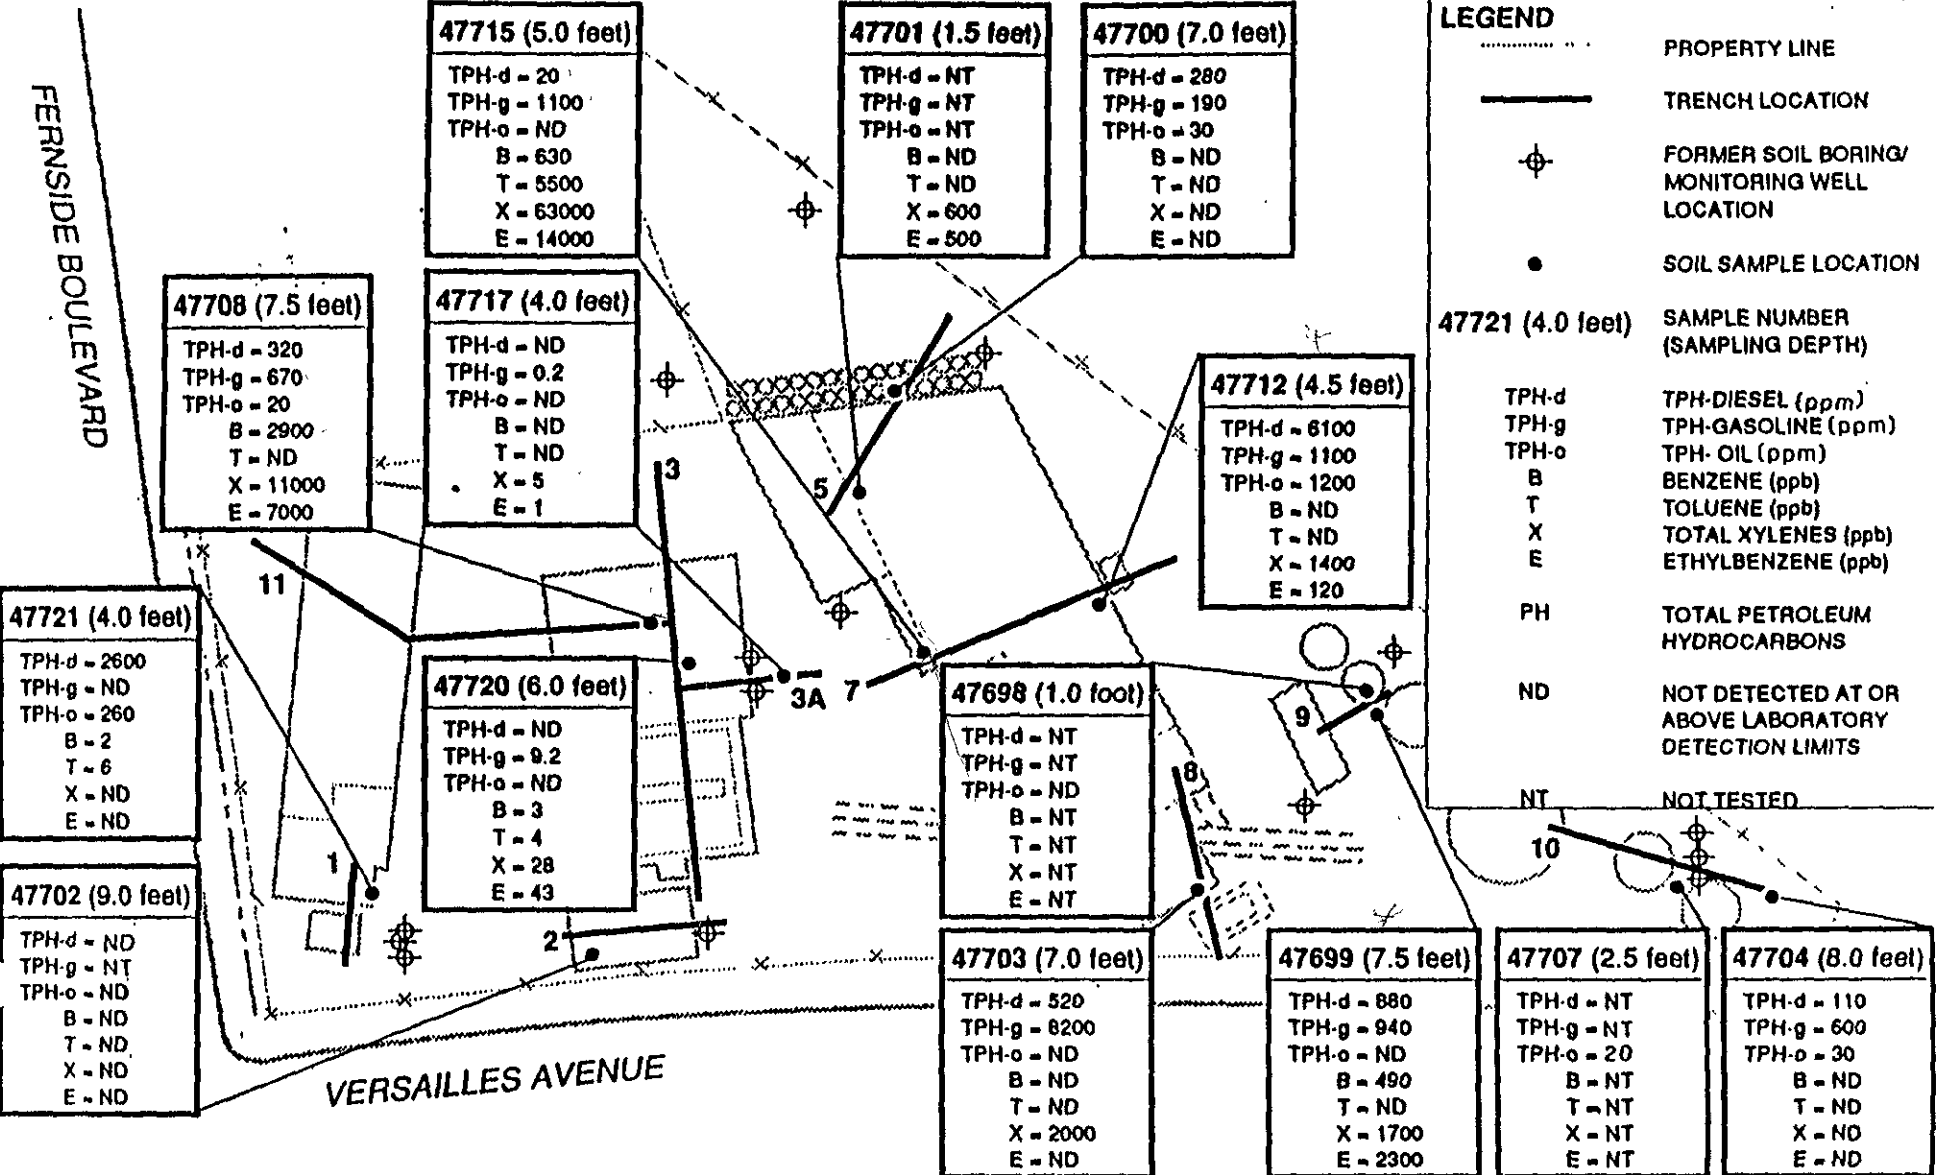 47715 (5.0 feet)
TPH-d = 20
TPH-g = 1100
TPH-o = ND
B = 630
T = 5500
X = 63000
E = 14000
47701 (1.5 feet)
TPH-d = NT
TPH-g = NT
TPH-o = NT
B = ND
T = ND
X = 600
E = 500
47700 (7.0 feet)
TPH-d = 280
TPH-g = 190
TPH-o = 30
B = ND
T = ND
X = ND
E = ND
LEGEND
PROPERTY LINE
TRENCH LOCATION
FORMER SOIL BORING/
MONITORING WELL
LOCATION
SOIL SAMPLE LOCATION
47721 (4.0 feet)
SAMPLE NUMBER
(SAMPLING DEPTH)
TPH-d TPH-DIESEL (ppm)
TPH-g TPH-GASOLINE (ppm)
TPH-o TPH- OIL (ppm)
B BENZENE (ppb)
T TOLUENE (ppb)
X TOTAL XYLENES (ppb)
E ETHYLBENZENE (ppb)
PH TOTAL PETROLEUM
HYDROCARBONS
ND NOT DETECTED AT OR
ABOVE LABORATORY
DETECTION LIMITS
NT NOT TESTED
FERNSIDE BOULEVARD
47708 (7.5 feet)
TPH-d = 320
TPH-g = 670
TPH-o = 20
B = 2900
T = ND
X = 11000
E = 7000
47717 (4.0 feet)
TPH-d = ND
TPH-g = 0.2
TPH-o = ND
B = ND
T = ND
X = 5
E = 1
47712 (4.5 feet)
TPH-d = 6100
TPH-g = 1100
TPH-o = 1200
B = ND
T = ND
X = 1400
E = 120
3
5
11
47721 (4.0 feet)
TPH-d = 2600
TPH-g = ND
TPH-o = 260
B = 2
T = 6
X = ND
E = ND
47720 (6.0 feet)
TPH-d = ND
TPH-g = 9.2
TPH-o = ND
B = 3
T = 4
X = 28
E = 43
3A
7
47698 (1.0 foot)
TPH-d = NT
TPH-g = NT
TPH-o = ND
B = NT
T = NT
X = NT
E = NT
9
8
10
1
2
47702 (9.0 feet)
TPH-d = ND
TPH-g = NT
TPH-o = ND
B = ND
T = ND
X = ND
E = ND
47703 (7.0 feet)
TPH-d = 520
TPH-g = 8200
TPH-o = ND
B = ND
T = ND
X = 2000
E = ND
47699 (7.5 feet)
TPH-d = 880
TPH-g = 940
TPH-o = ND
B = 490
T = ND
X = 1700
E = 2300
47707 (2.5 feet)
TPH-d = NT
TPH-g = NT
TPH-o = 20
B = NT
T = NT
X = NT
E = NT
47704 (8.0 feet)
TPH-d = 110
TPH-g = 600
TPH-o = 30
B = ND
T = ND
X = ND
E = ND
VERSAILLES AVENUE